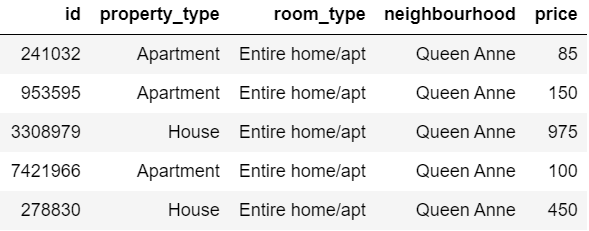 id property_type room_type neighbourhood price
241032 Apartment Entire home/apt Queen Anne 85
953595 Apartment Entire home/apt Queen Anne 150
3308979 House Entire home/apt Queen Anne 975
7421966 Apartment Entire home/apt Queen Anne 100
278830 House Entire home/apt Queen Anne 450